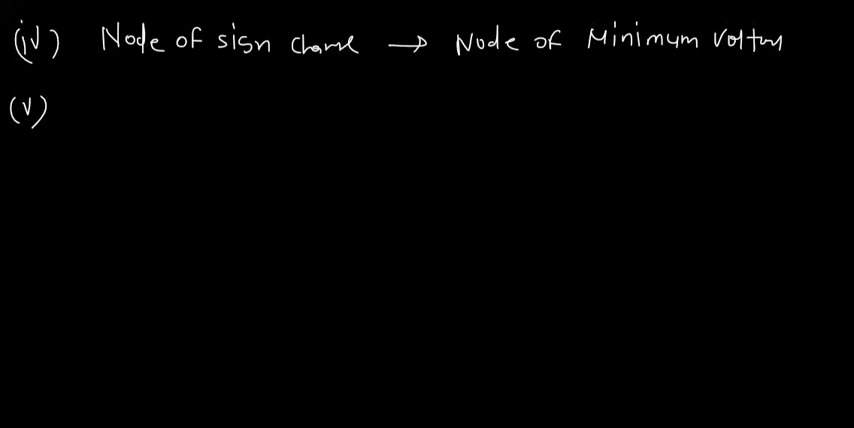 (iv) Node of sign change → Node of Minimum Voltage
(v)